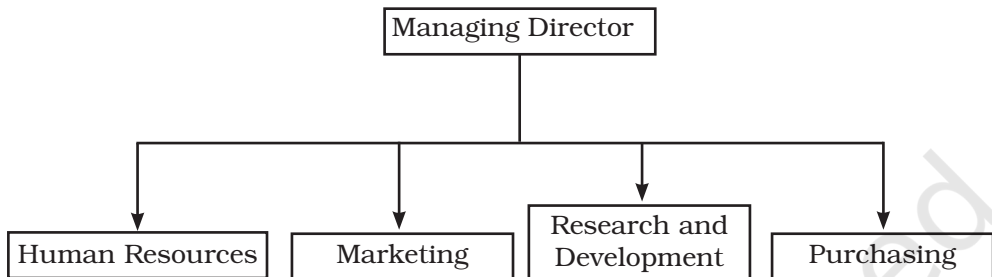 Managing Director
Human Resources
Marketing
Research and
Development
Purchasing